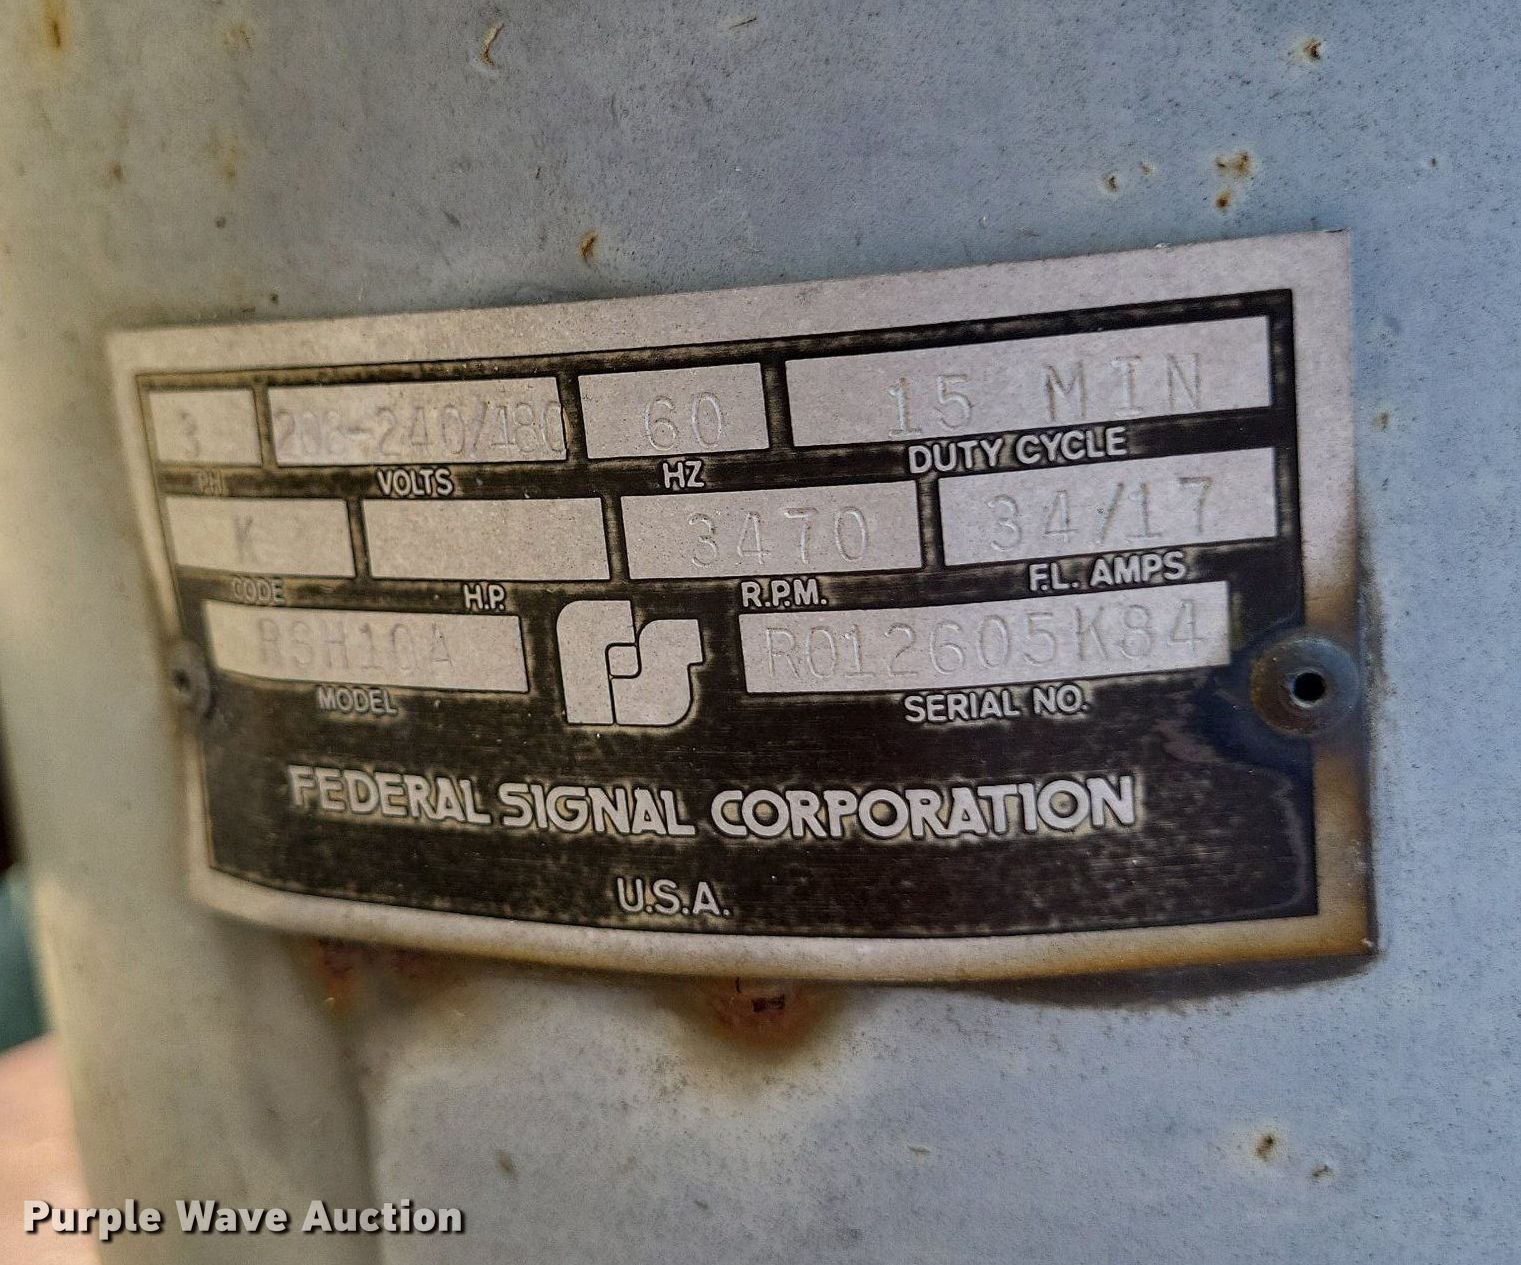 3 208-240/480 60 15 MIN
PH VOLTS HZ DUTY CYCLE
K 3470 34/17
CODE H.P. R.P.M. F.L. AMPS
RSH10A R012605K84
MODEL FS SERIAL NO.
FEDERAL SIGNAL CORPORATION
U.S.A.
Purple Wave Auction